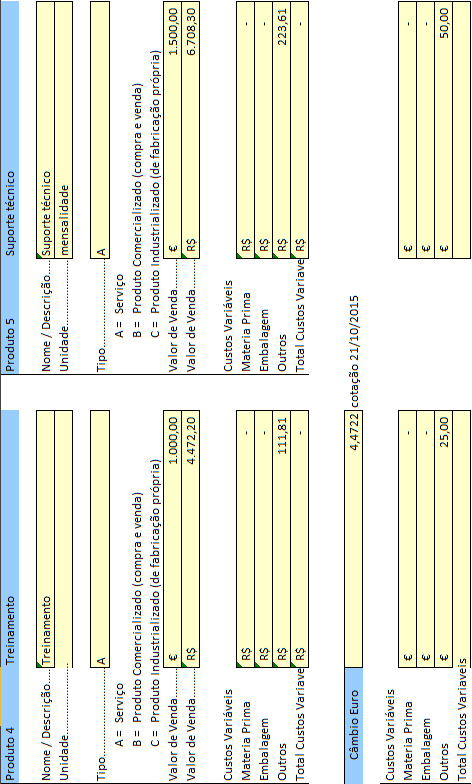 Produto 4 Treinamento
Nome / Descrição.... Treinamento
Unidade
Tipo A
A = Serviço
B = Produto Comercializado (compra e venda)
C = Produto Industrializado (de fabricação própria)
Valor de Venda € 1.000,00
Valor de Venda R$ 4.472,20
Custos Variáveis
Materia Prima R$ -
Embalagem R$ -
Outros R$ 111,81
Total Custos Variave R$ -
Câmbio Euro 4,4722 cotação 21/10/2015
Custos Variáveis
Materia Prima € -
Embalagem € -
Outros € 25,00
Total Custos Variaveis
Produto 5 Suporte técnico
Nome / Descrição.... Suporte técnico
Unidade mensalidade
Tipo A
A = Serviço
B = Produto Comercializado (compra e venda)
C = Produto Industrializado (de fabricação própria)
Valor de Venda € 1.500,00
Valor de Venda R$ 6.708,30
Custos Variáveis
Materia Prima R$ -
Embalagem R$ -
Outros R$ 223,61
Total Custos Variave R$ -
€ -
€ -
€ 50,00